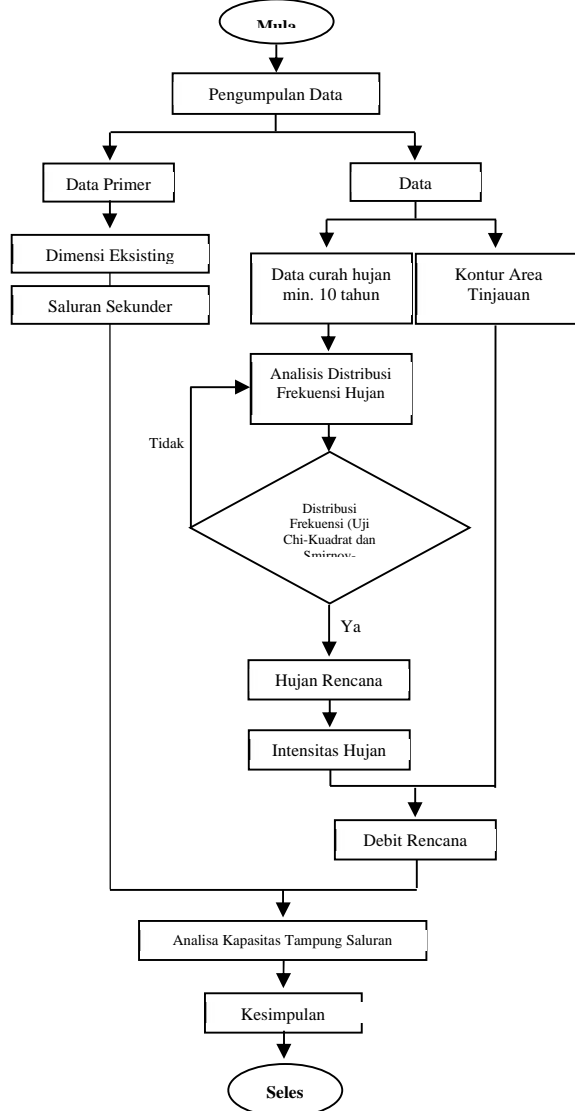 Mula
Pengumpulan Data
Data Primer
Data
Dimensi Eksisting
Saluran Sekunder
Data curah hujan
min. 10 tahun
Kontur Area
Tinjauan
Analisis Distribusi
Frekuensi Hujan
Tidak
Distribusi
Frekuensi (Uji
Chi-Kuadrat dan
Smirnov-
Ya
Hujan Rencana
Intensitas Hujan
Debit Rencana
Analisa Kapasitas Tampung Saluran
Kesimpulan
Seles